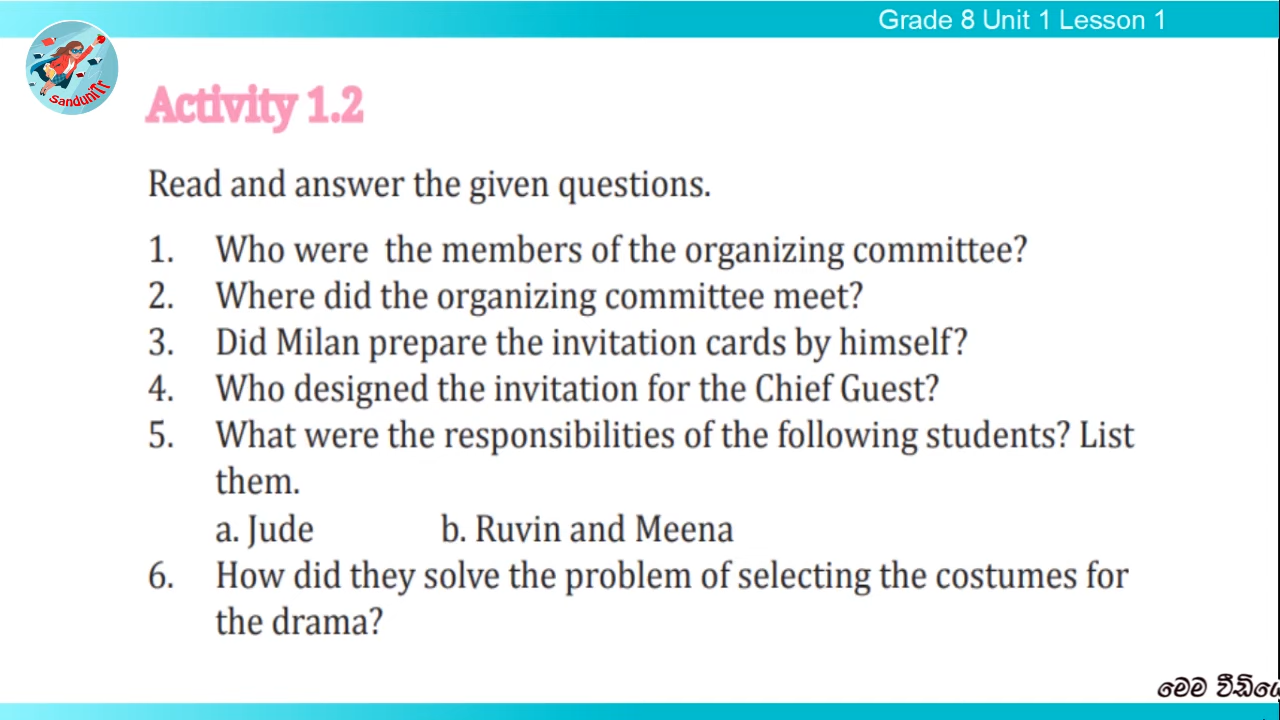 Grade 8 Unit 1 Lesson 1
SanduniTr
Activity 1.2
Read and answer the given questions.
1. Who were the members of the organizing committee?
2. Where did the organizing committee meet?
3. Did Milan prepare the invitation cards by himself?
4. Who designed the invitation for the Chief Guest?
5. What were the responsibilities of the following students? List
them.
a. Jude b. Ruvin and Meena
6. How did they solve the problem of selecting the costumes for
the drama?
මෙම